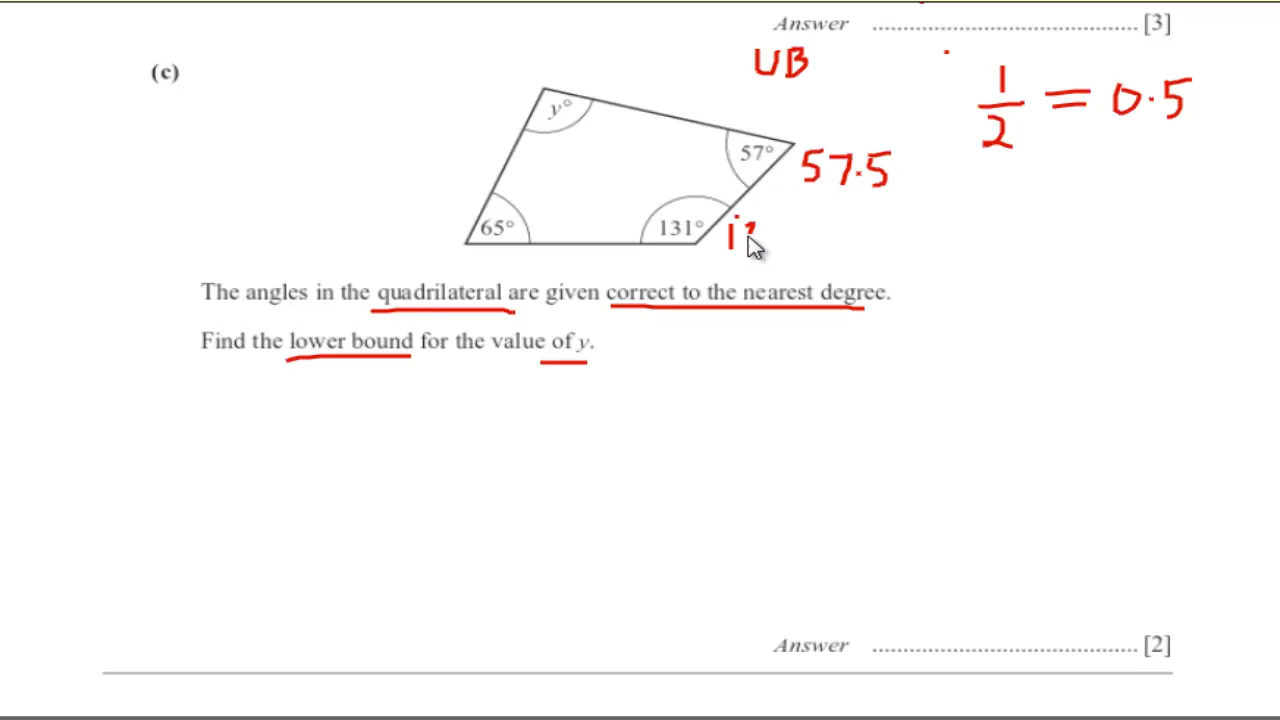 Answer ............................................ [3]
(c)
UB
1/2 = 0.5
y°
57°
57.5
65°
131°
The angles in the quadrilateral are given correct to the nearest degree.
Find the lower bound for the value of y.
Answer ............................................ [2]